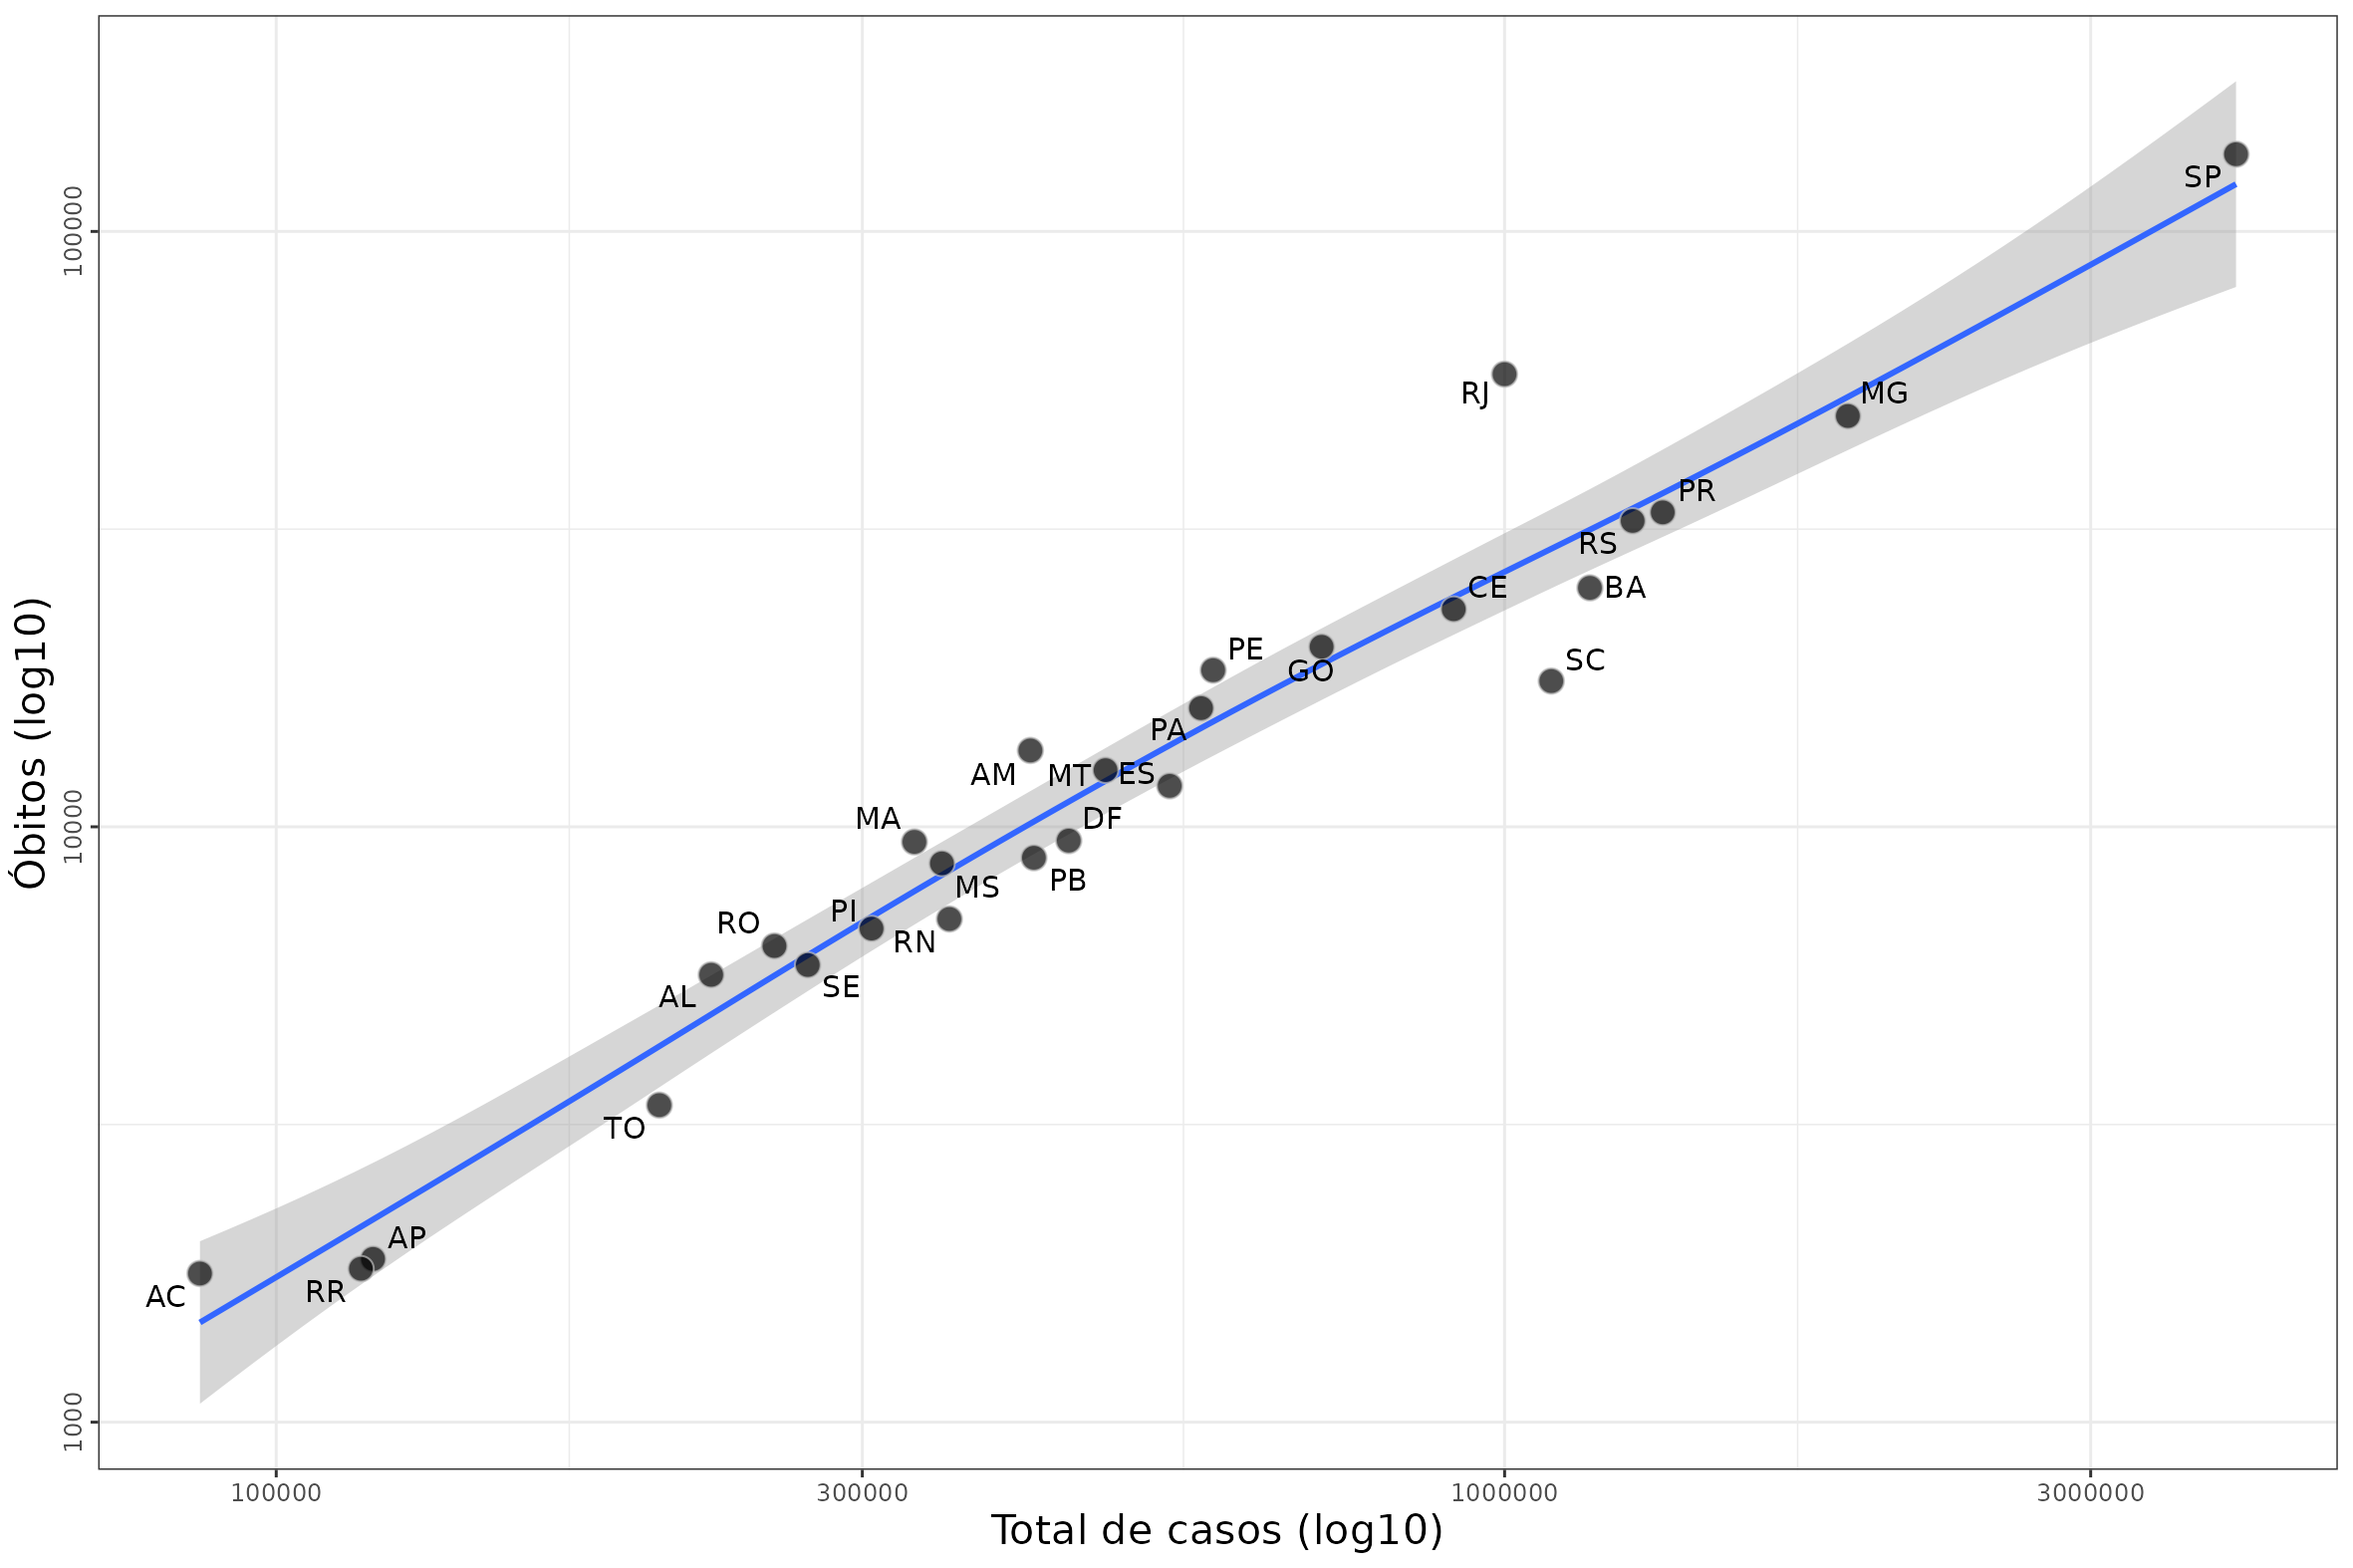 100000
10000
1000
Óbitos (log10)
SP
RJ
MG
PR
RS
CE
BA
PE
SC
GO
PA
AM
MT
ES
MA
DF
PB
MS
PI
RO
RN
SE
AL
TO
AP
RR
AC
100000
300000
1000000
3000000
Total de casos (log10)